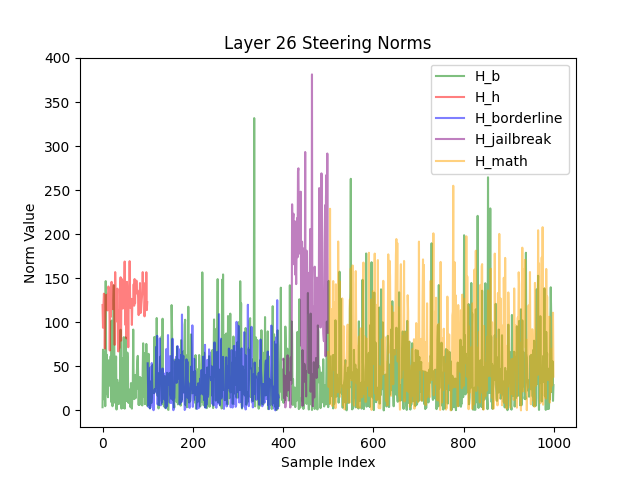 Layer 26 Steering Norms
400
350
300
250
200
150
100
50
0
Norm Value
H_b
H_h
H_borderline
H_jailbreak
H_math
0 200 400 600 800 1000
Sample Index